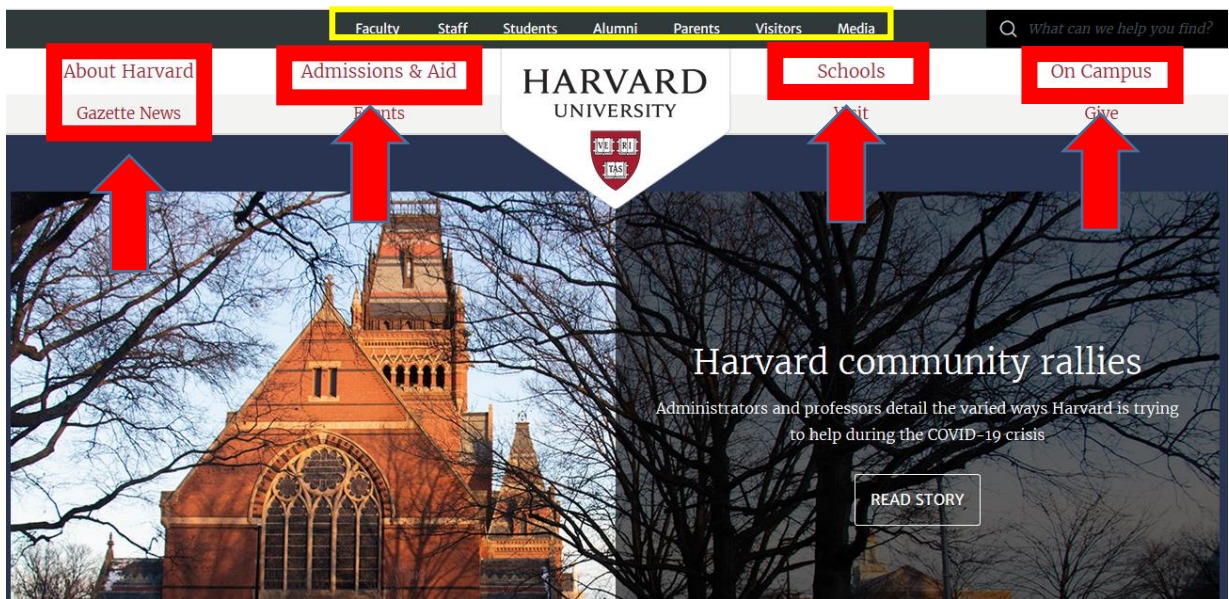 Faculty Staff Students Alumni Parents Visitors Media What can we help you find?
About Harvard Admissions & Aid Schools On Campus
HARVARD
UNIVERSITY
Gazette News Events Visit Give
VE RI
TAS
Harvard community rallies
Administrators and professors detail the varied ways Harvard is trying
to help during the COVID-19 crisis
READ STORY